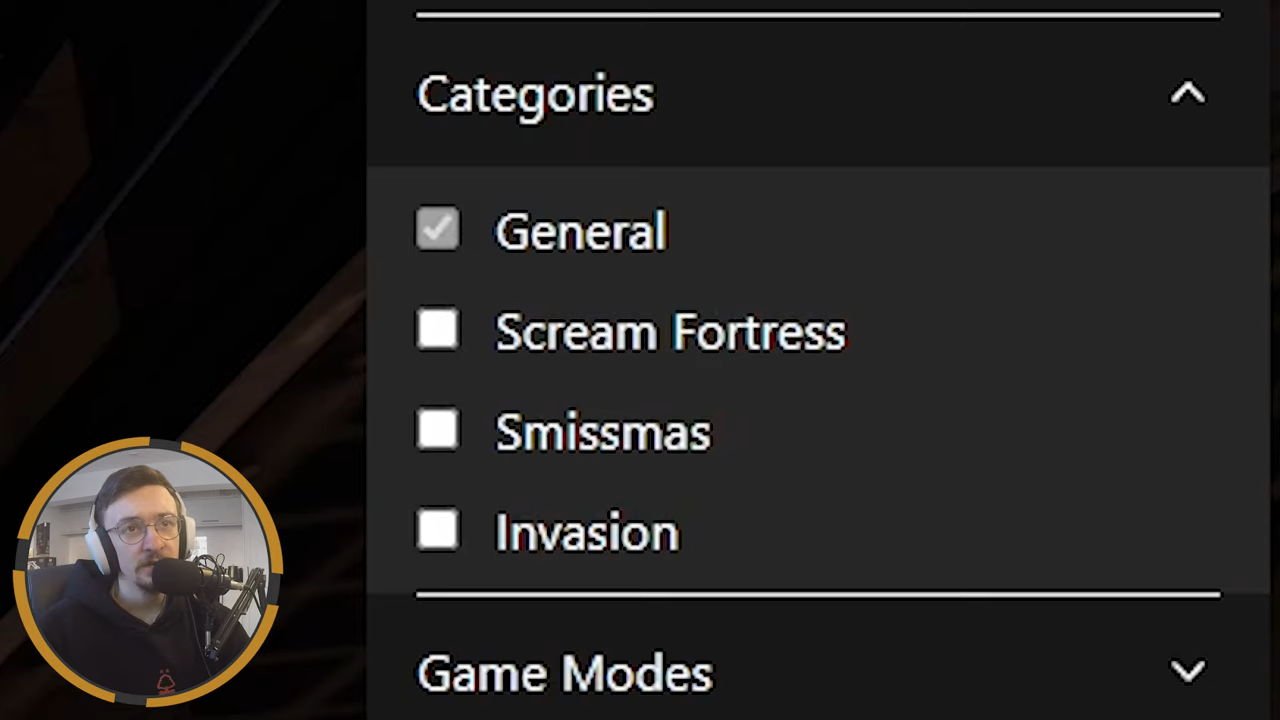 Categories
General
Scream Fortress
Smissmas
Invasion
Game Modes